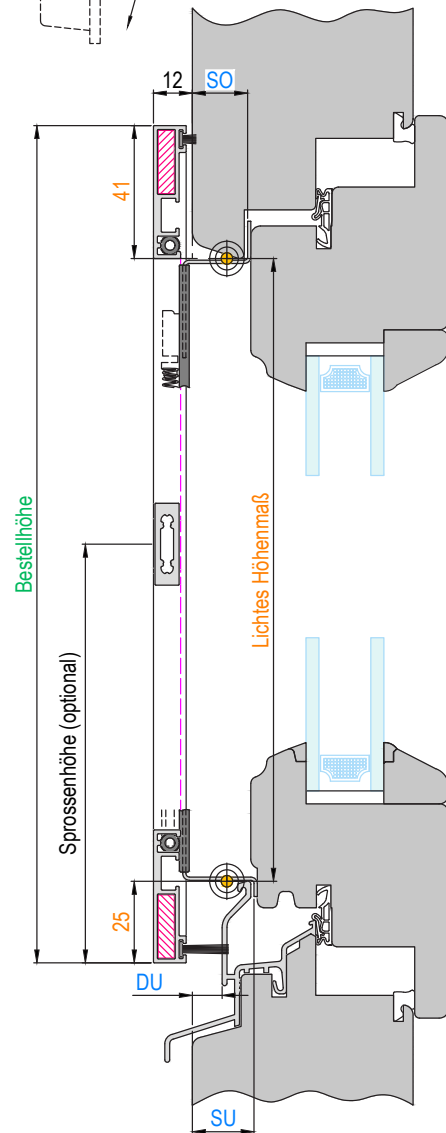 12
SO
41
Bestellhöhe
Sprossenhöhe (optional)
Lichtes Höhenmaß
25
DU
SU